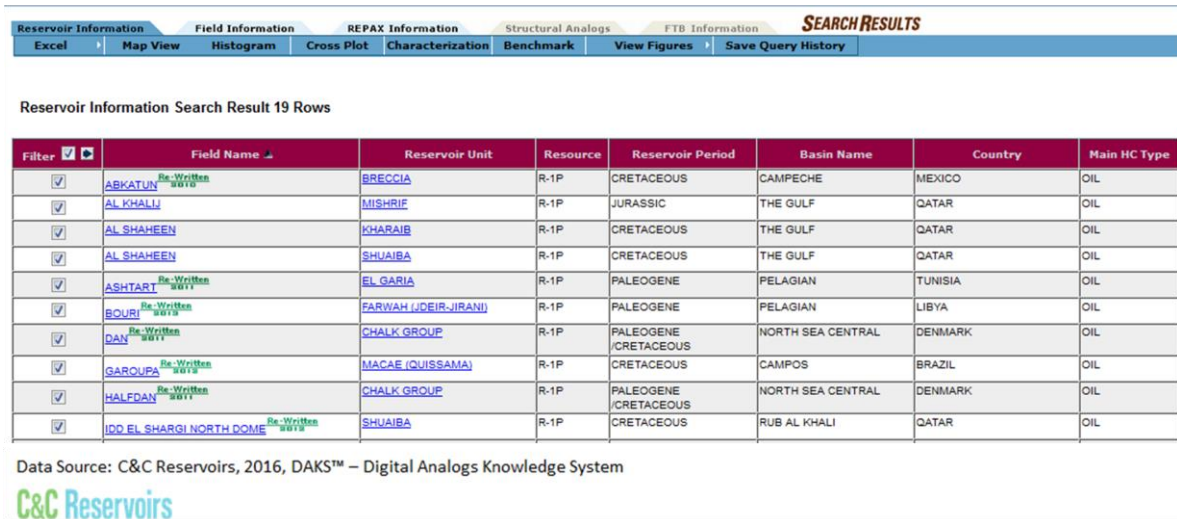 Reservoir Information Field Information REPAX Information Structural Analogs FTB Information SEARCH RESULTS
Excel Map View Histogram Cross Plot Characterization Benchmark View Figures Save Query History
Reservoir Information Search Result 19 Rows
Filter Field Name Reservoir Unit Resource Reservoir Period Basin Name Country Main HC Type
ABKATUN Re-Written 2010 BRECCIA R-1P CRETACEOUS CAMPECHE MEXICO OIL
AL KHALIJ MISHRIF R-1P JURASSIC THE GULF QATAR OIL
AL SHAHEEN KHARAIB R-1P CRETACEOUS THE GULF QATAR OIL
AL SHAHEEN SHUAIBA R-1P CRETACEOUS THE GULF QATAR OIL
ASHTART Re-Written 2011 EL GARIA R-1P PALEOGENE PELAGIAN TUNISIA OIL
BOURI Re-Written FARWAH (JDEIR-JIRANI) R-1P PALEOGENE PELAGIAN LIBYA OIL
DAN Re-Written 2011 CHALK GROUP R-1P PALEOGENE /CRETACEOUS NORTH SEA CENTRAL DENMARK OIL
GAROUPA Re-Written MACAE (QUISSAMA) R-1P CRETACEOUS CAMPOS BRAZIL OIL
HALFDAN Re-Written 2011 CHALK GROUP R-1P PALEOGENE /CRETACEOUS NORTH SEA CENTRAL DENMARK OIL
IDD EL SHARGI NORTH DOME Re-Written SHUAIBA R-1P CRETACEOUS RUB AL KHALI QATAR OIL
Data Source: C&C Reservoirs, 2016, DAKS™ – Digital Analogs Knowledge System
C&C Reservoirs